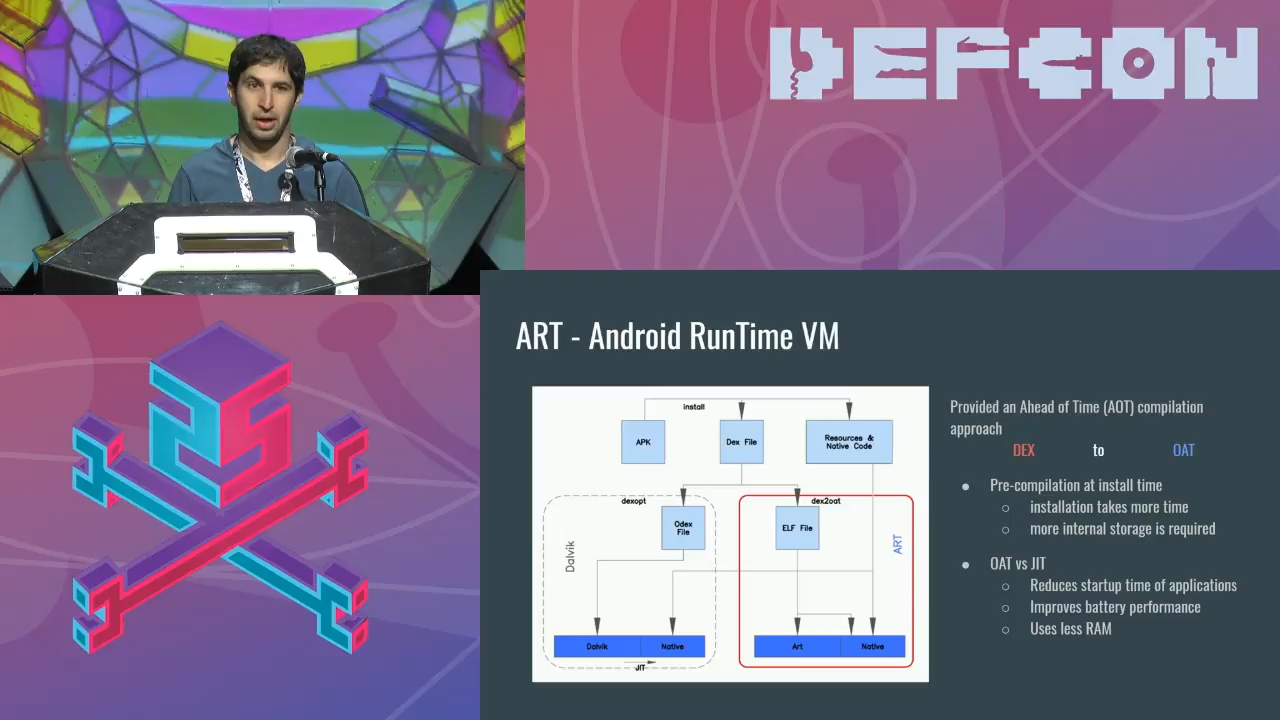 DEFCON
ART - Android RunTime VM
install
APK
Dex File
Resources &
Native Code
dexopt
dex2oat
Odex
File
ELF File
Dalvik
ART
Dalvik
Native
JIT
Art
Native
Provided an Ahead of Time (AOT) compilation
approach
DEX to OAT
● Pre-compilation at install time
○ installation takes more time
○ more internal storage is required
● OAT vs JIT
○ Reduces startup time of applications
○ Improves battery performance
○ Uses less RAM